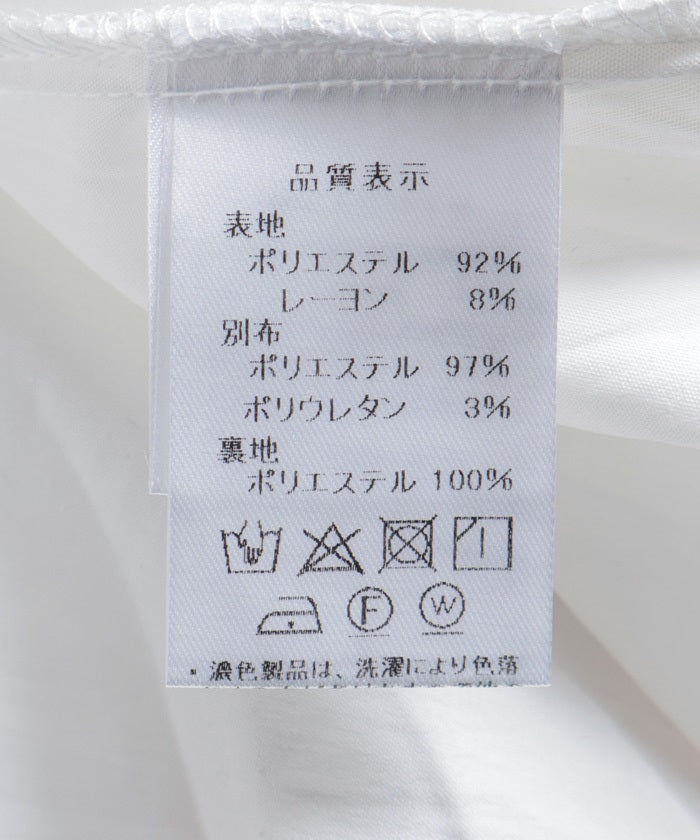 品質表示
表地
ポリエステル 92%
レーヨン 8%
別布
ポリエステル 97%
ポリウレタン 3%
裏地
ポリエステル 100%
F W
・濃色製品は、洗濯により色落